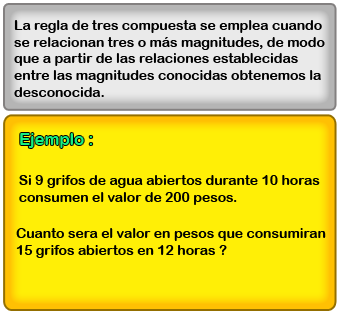 La regla de tres compuesta se emplea cuando
se relacionan tres o más magnitudes, de modo
que a partir de las relaciones establecidas
entre las magnitudes conocidas obtenemos la
desconocida.
Ejemplo :
Si 9 grifos de agua abiertos durante 10 horas
consumen el valor de 200 pesos.
Cuanto sera el valor en pesos que consumiran
15 grifos abiertos en 12 horas ?